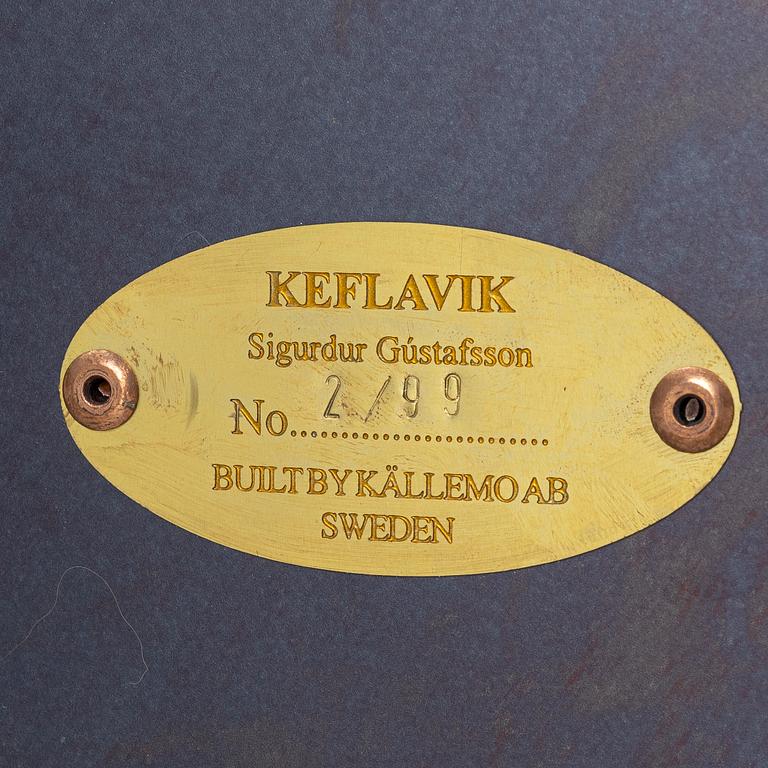 KEFLAVIK
Sigurdur Gústafsson
No. 2/99
BUILT BY KÄLLEMO AB
SWEDEN